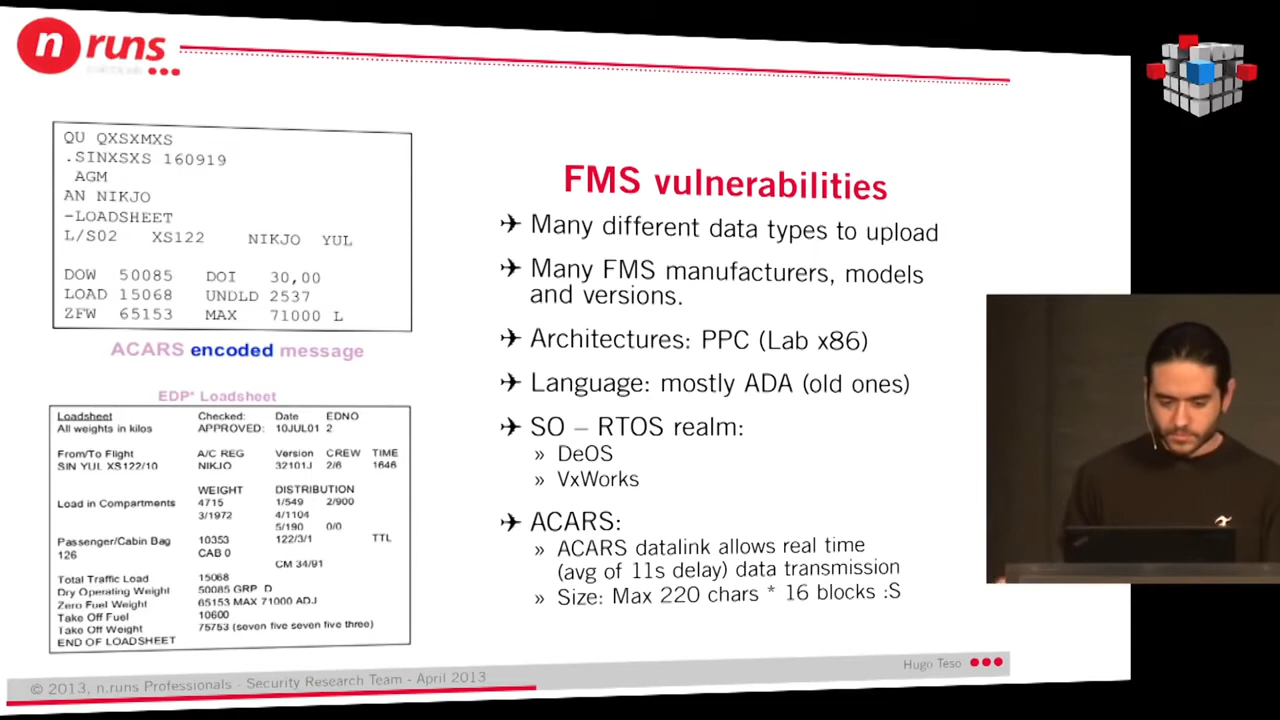 n runs
QU QXSXMXS
.SINXSXS 160919
AGM
AN NIKJO
-LOADSHEET
L/S02 XS122 NIKJO YUL
DOW 50085 DOI 30,00
LOAD 15068 UNDLD 2537
ZFW 65153 MAX 71000 L
ACARS encoded message
EDP* Loadsheet
Loadsheet Checked: Date EDNO
All weights in kilos APPROVED: 10JUL01 2
From/To Flight A/C REG Version CREW TIME
SIN YUL XS122/10 NIKJO 32101J 2/6 1646
WEIGHT DISTRIBUTION
Load in Compartments 4715 1/549 2/900
3/1972 4/1104
5/190 0/0
Passenger/Cabin Bag 10353 122/3/1 TTL
126 CAB 0
CM 34/91
Total Traffic Load 15068
Dry Operating Weight 50085 GRP D
Zero Fuel Weight 65153 MAX 71000 ADJ
Take Off Fuel 10600
Take Off Weight 75753 (seven five seven five three)
END OF LOADSHEET
FMS vulnerabilities
Many different data types to upload
Many FMS manufacturers, models
and versions.
Architectures: PPC (Lab x86)
Language: mostly ADA (old ones)
SO – RTOS realm:
» DeOS
» VxWorks
ACARS:
» ACARS datalink allows real time
(avg of 11s delay) data transmission
» Size: Max 220 chars * 16 blocks :S
Hugo Teso
© 2013, n.runs Professionals - Security Research Team - April 2013